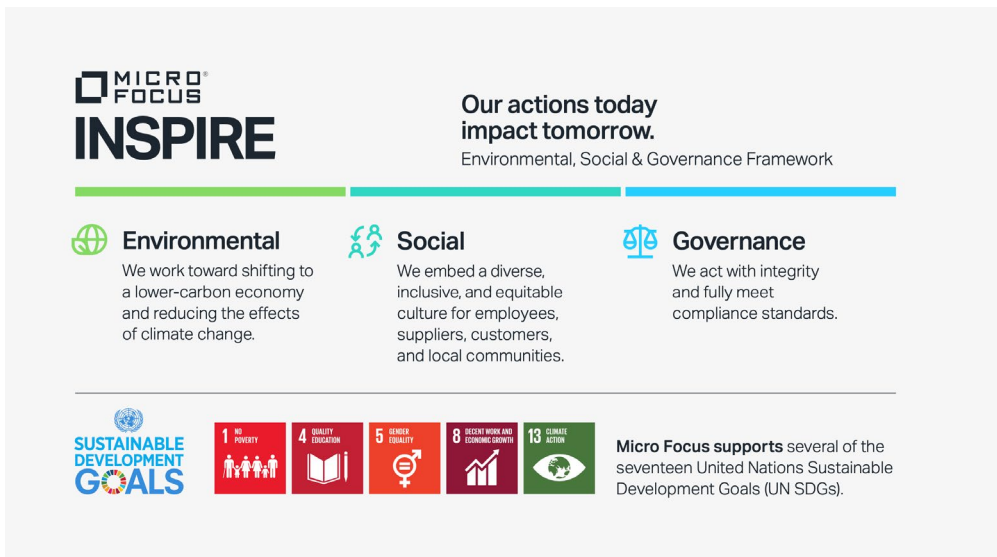 MICRO
FOCUS®
INSPIRE
Our actions today
impact tomorrow.
Environmental, Social & Governance Framework
Environmental
We work toward shifting to
a lower-carbon economy
and reducing the effects
of climate change.
Social
We embed a diverse,
inclusive, and equitable
culture for employees,
suppliers, customers,
and local communities.
Governance
We act with integrity
and fully meet
compliance standards.
SUSTAINABLE
DEVELOPMENT
GOALS
1 NO
POVERTY
4 QUALITY
EDUCATION
5 GENDER
EQUALITY
8 DECENT WORK AND
ECONOMIC GROWTH
13 CLIMATE
ACTION
Micro Focus supports several of the
seventeen United Nations Sustainable
Development Goals (UN SDGs).